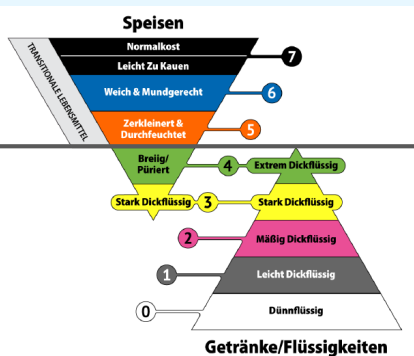 Speisen
TRANSITIONALE LEBENSMITTEL
Normalkost
Leicht Zu Kauen
7
Weich & Mundgerecht
6
Zerkleinert &
Durchfeuchtet
5
Breiig/
Püriert
4
Extrem Dickflüssig
Stark Dickflüssig
3
Stark Dickflüssig
2
Mäßig Dickflüssig
1
Leicht Dickflüssig
0
Dünnflüssig
Getränke/Flüssigkeiten